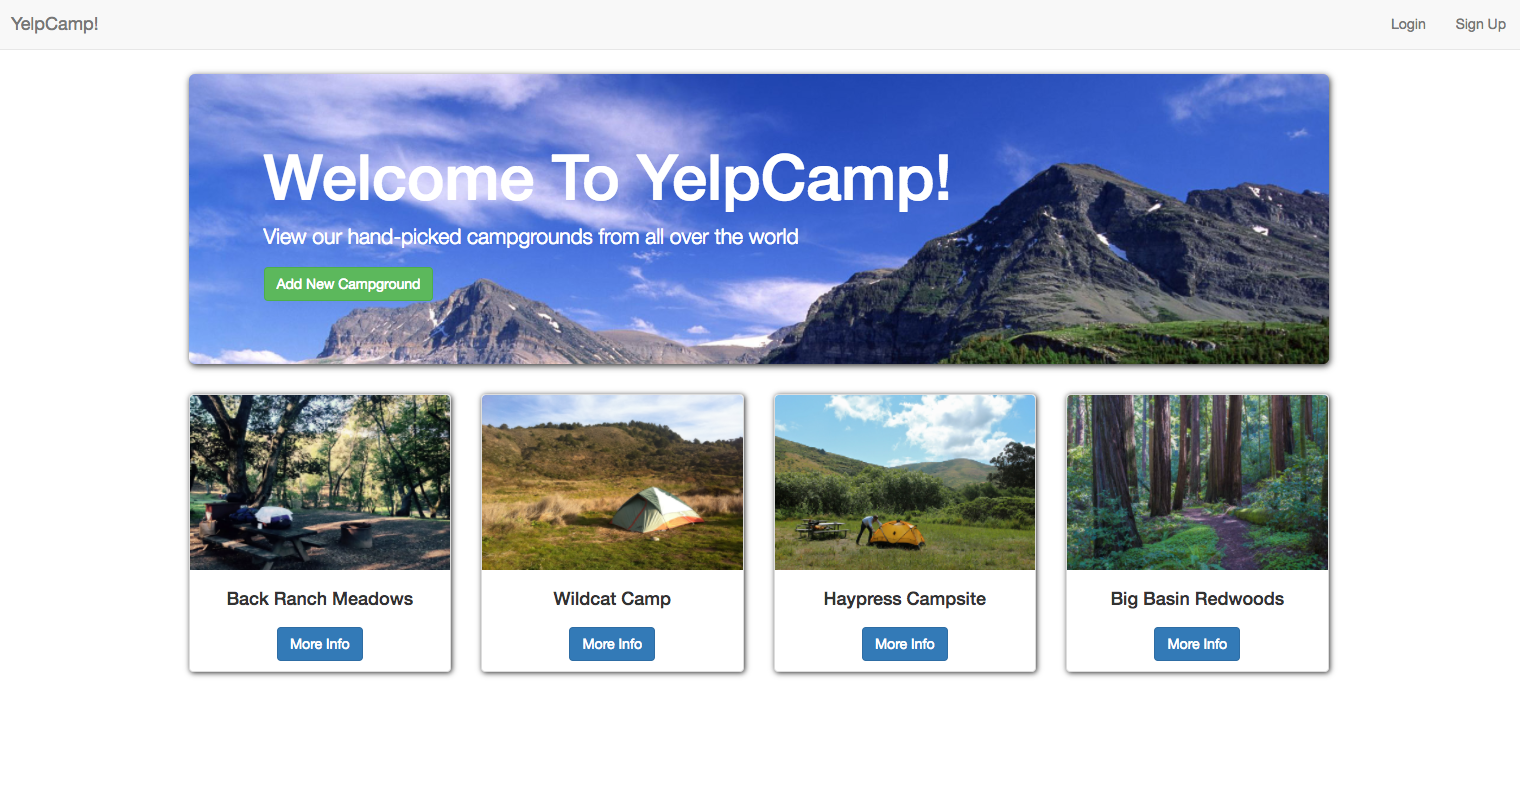 YelpCamp!
Login
Sign Up
Welcome To YelpCamp!
View our hand-picked campgrounds from all over the world
Add New Campground
Back Ranch Meadows
Wildcat Camp
Haypress Campsite
Big Basin Redwoods
More Info
More Info
More Info
More Info